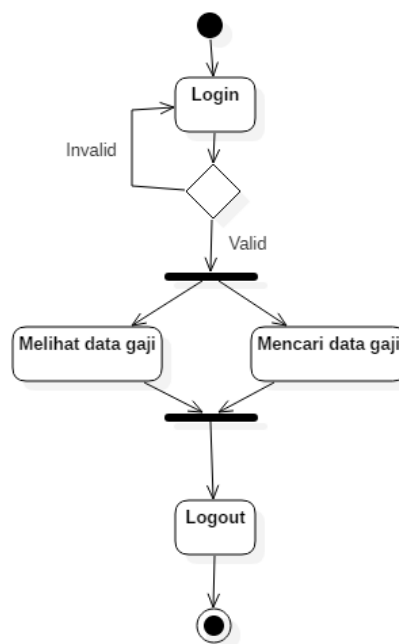 Login
Invalid
Valid
Melihat data gaji
Mencari data gaji
Logout